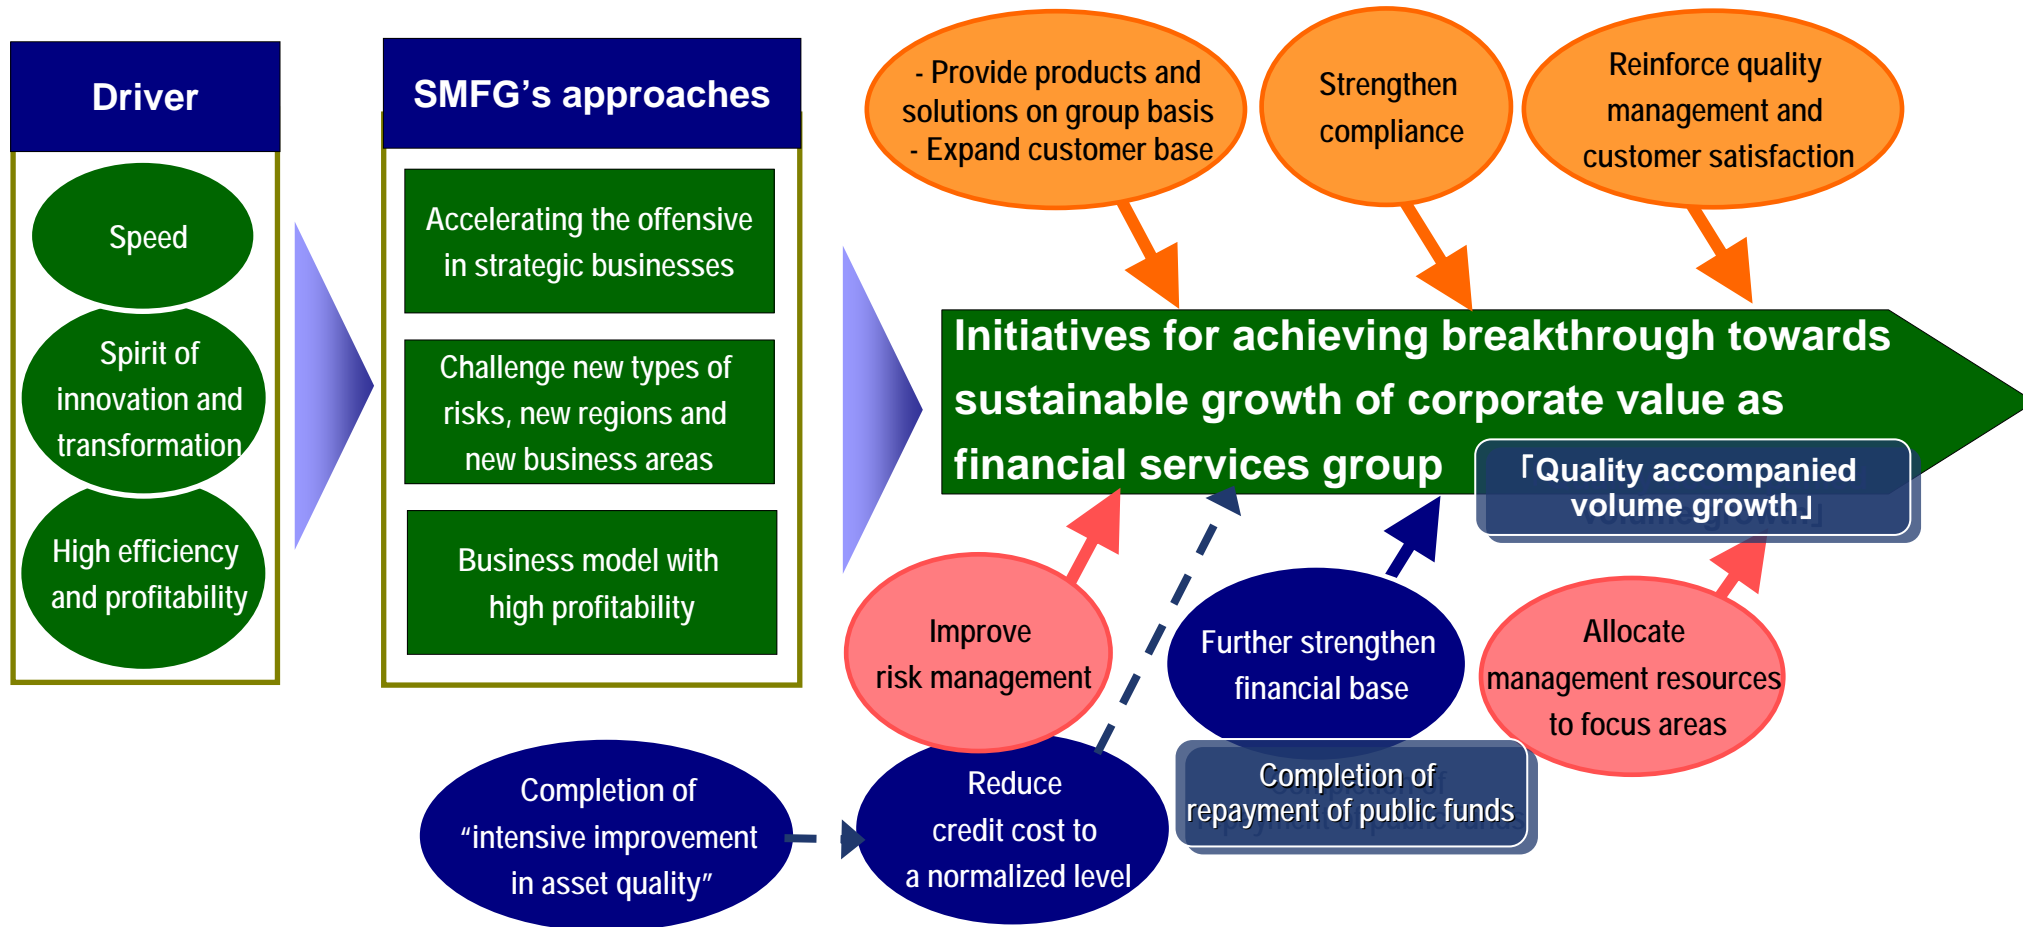 Driver
Speed
Spirit of
innovation and
transformation
High efficiency
and profitability
SMFG's approaches
Accelerating the offensive
in strategic businesses
Challenge new types of
risks, new regions and
new business areas
Business model with
high profitability
- Provide products and
solutions on group basis
- Expand customer base
Strengthen
compliance
Reinforce quality
management and
customer satisfaction
Initiatives for achieving breakthrough towards
sustainable growth of corporate value as
financial services group
「Quality accompanied
volume growth」
Improve
risk management
Further strengthen
financial base
Allocate
management resources
to focus areas
Completion of
repayment of public funds
Completion of
“intensive improvement
in asset quality”
Reduce
credit cost to
a normalized level